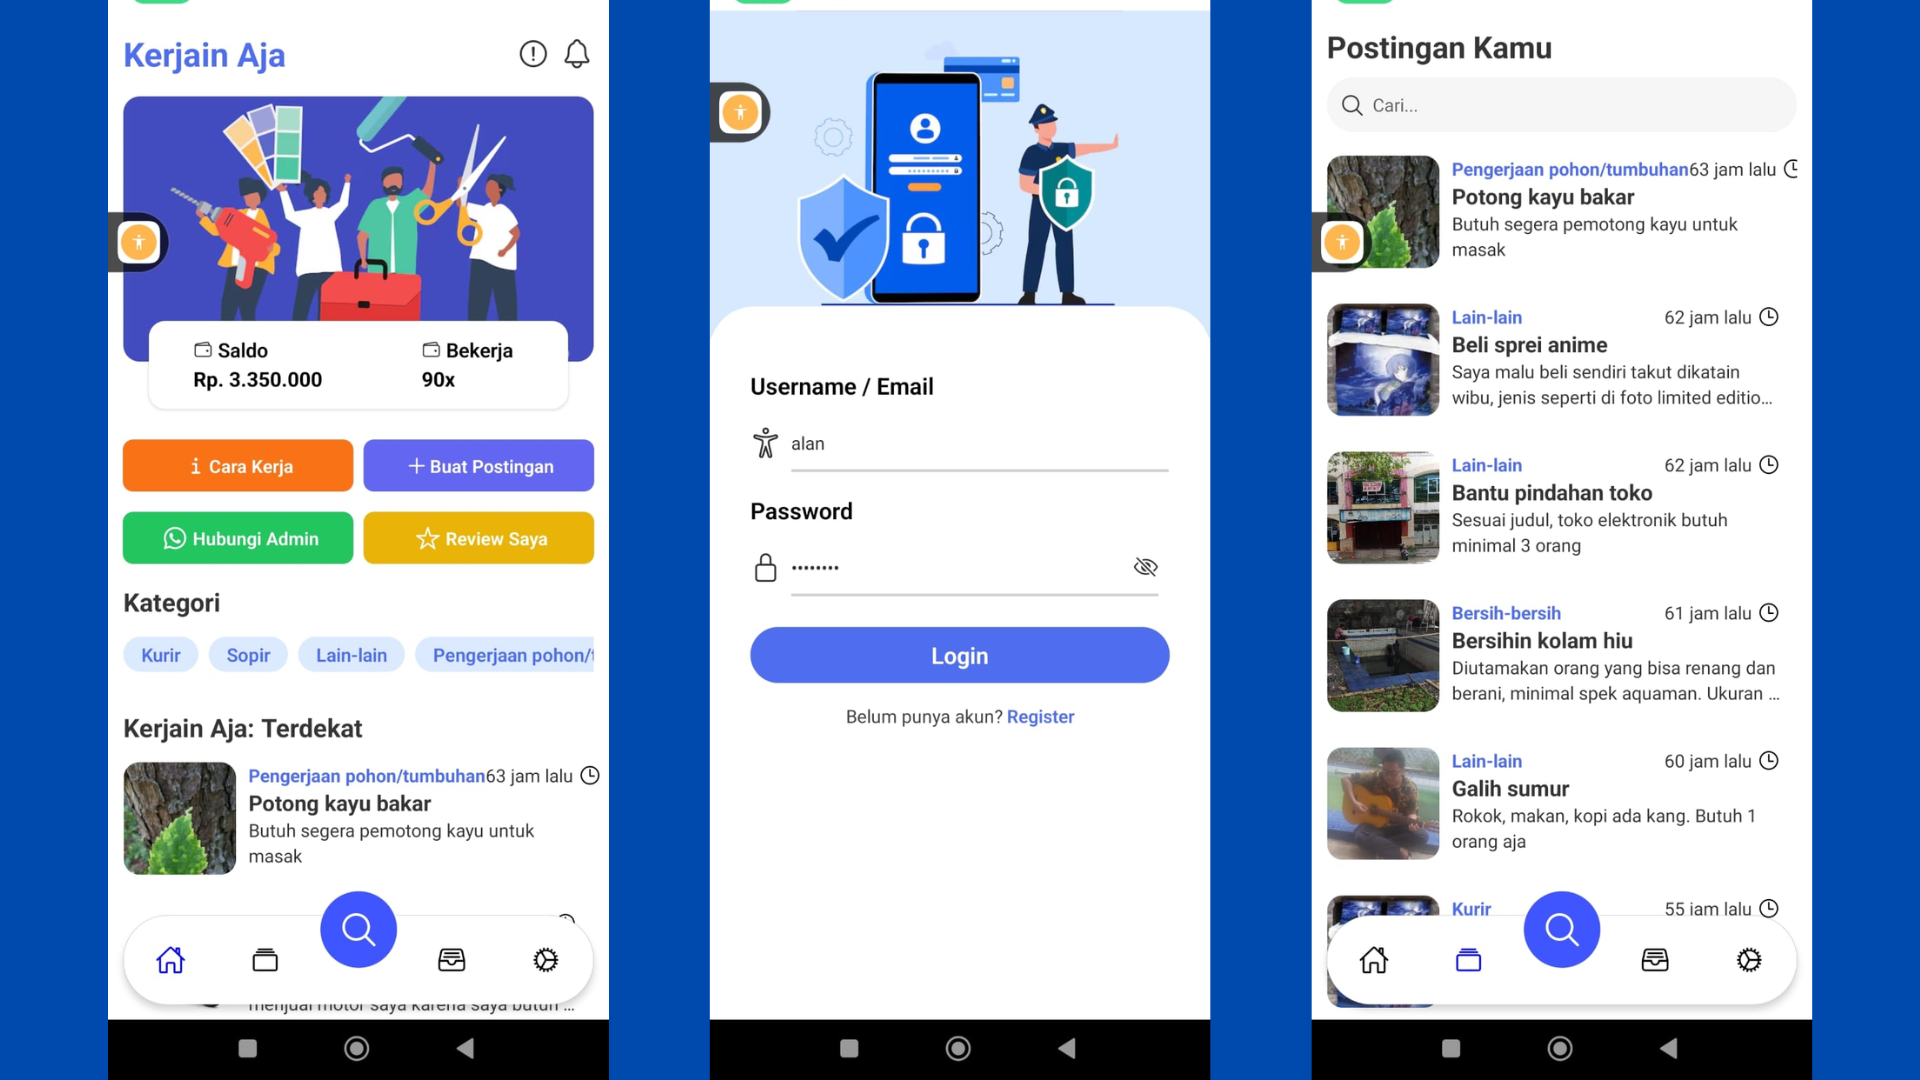 Kerjain Aja
Saldo
Rp. 3.350.000
Bekerja
90x
Cara Kerja
Buat Postingan
Hubungi Admin
Review Saya
Kategori
Kurir
Sopir
Lain-lain
Pengerjaan pohon/t
Kerjain Aja: Terdekat
Pengerjaan pohon/tumbuhan63 jam lalu
Potong kayu bakar
Butuh segera pemotong kayu untuk
masak
menjual motor saya karena saya butuh ...
Username / Email
alan
Password
••••••••
Login
Belum punya akun? Register
Postingan Kamu
Cari...
Pengerjaan pohon/tumbuhan63 jam lalu
Potong kayu bakar
Butuh segera pemotong kayu untuk
masak
Lain-lain 62 jam lalu
Beli sprei anime
Saya malu beli sendiri takut dikatain
wibu, jenis seperti di foto limited editio...
Lain-lain 62 jam lalu
Bantu pindahan toko
Sesuai judul, toko elektronik butuh
minimal 3 orang
Bersih-bersih 61 jam lalu
Bersihin kolam hiu
Diutamakan orang yang bisa renang dan
berani, minimal spek aquaman. Ukuran ...
Lain-lain 60 jam lalu
Galih sumur
Rokok, makan, kopi ada kang. Butuh 1
orang aja
Kurir 55 jam lalu